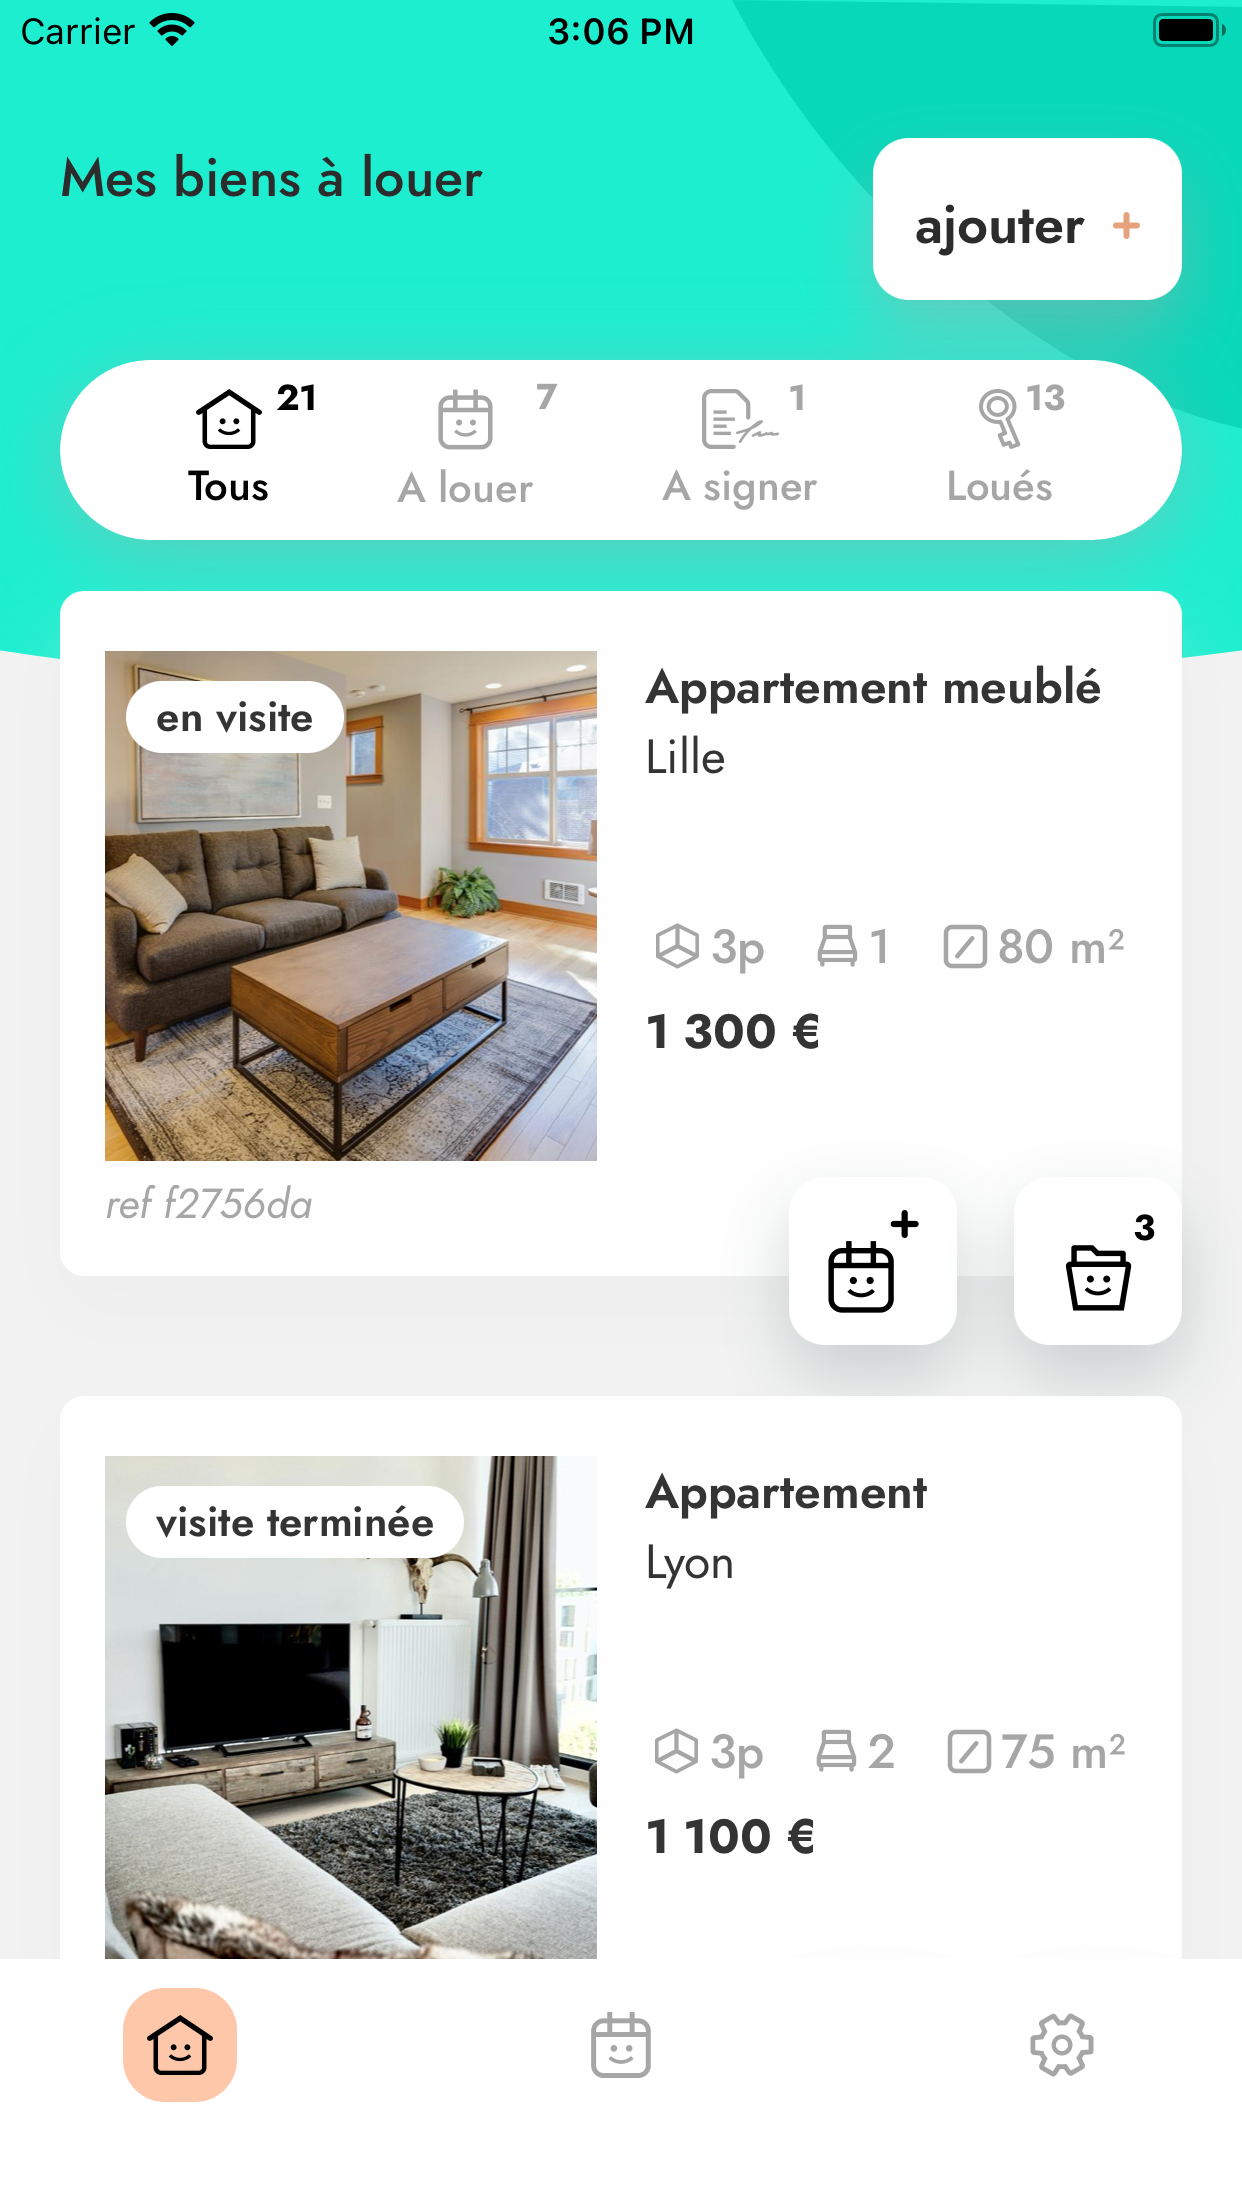 Carrier 3:06 PM
Mes biens à louer
ajouter +
21 7 1 13
Tous A louer A signer Loués
en visite
Appartement meublé
Lille
3p 1 80 m²
1 300 €
ref f2756da
+ 3
visite terminée
Appartement
Lyon
3p 2 75 m²
1 100 €